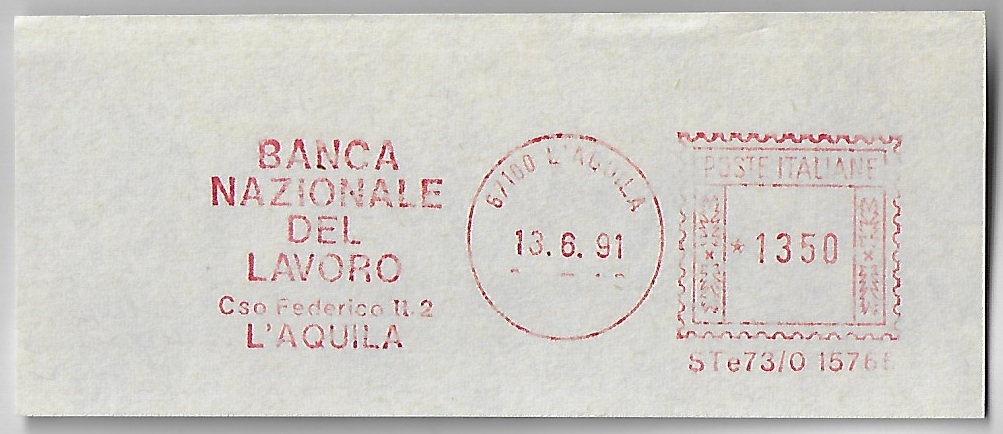 BANCA
NAZIONALE
DEL
LAVORO
Cso Federico II.2
L'AQUILA
67100 L'AQUILA
13.6.91
POSTE ITALIANE
*1350
STe73/0